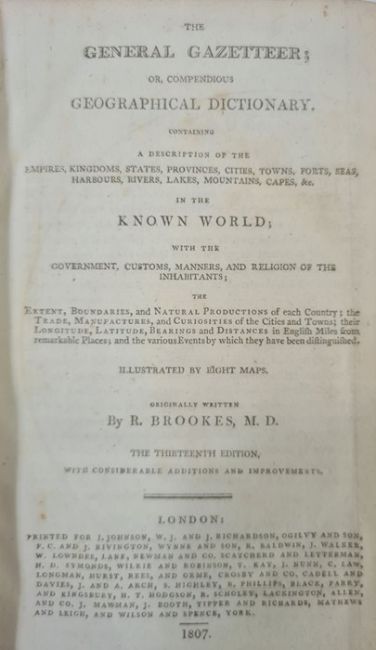 THE
GENERAL GAZETTEER;
OR, COMPENDIOUS
GEOGRAPHICAL DICTIONARY.
CONTAINING
A DESCRIPTION OF THE
EMPIRES, KINGDOMS, STATES, PROVINCES, CITIES, TOWNS, FORTS, SEAS,
HARBOURS, RIVERS, LAKES, MOUNTAINS, CAPES, &c.
IN THE
KNOWN WORLD;
WITH THE
GOVERNMENT, CUSTOMS, MANNERS, AND RELIGION OF THE
INHABITANTS;
THE
EXTENT, BOUNDARIES, and NATURAL PRODUCTIONS of each Country; the
TRADE, MANUFACTURES, and CURIOSITIES of the Cities and Towns; their
LONGITUDE, LATITUDE, BEARINGS and DISTANCES in English Miles from
remarkable Places; and the various Events by which they have been distinguished.
ILLUSTRATED BY EIGHT MAPS.
ORIGINALLY WRITTEN
By R. BROOKES, M. D.
THE THIRTEENTH EDITION,
WITH CONSIDERABLE ADDITIONS AND IMPROVEMENTS.
LONDON:
PRINTED FOR J. JOHNSON, W. J. AND J. RICHARDSON, OGILVY AND SON,
F. C. AND J. RIVINGTON, WYNNE AND SON, R. BALDWIN, J. WALKER,
W. LOWNDES, LANE, NEWMAN AND CO. SCATCHERD AND LETTERMAN,
H. D. SYMONDS, WILKIE AND ROBINSON, T. KAY, J. NUNN, C. LAW,
LONGMAN, HURST, REES, AND ORME, CROSBY AND CO. CADELL AND
DAVIES, J. AND A. ARCH, S. HIGHLEY, R. PHILLIPS, BLACK, PARRY,
AND KINGSBURY, H. T. HODGSON, R. SCHOLEY, LACKINGTON, ALLEN,
AND CO. J. MAWMAN, J. BOOTH, TIPPER AND RICHARDS, MATHEWS
AND LEIGH, AND WILSON AND SPENCE, YORK.
1807.